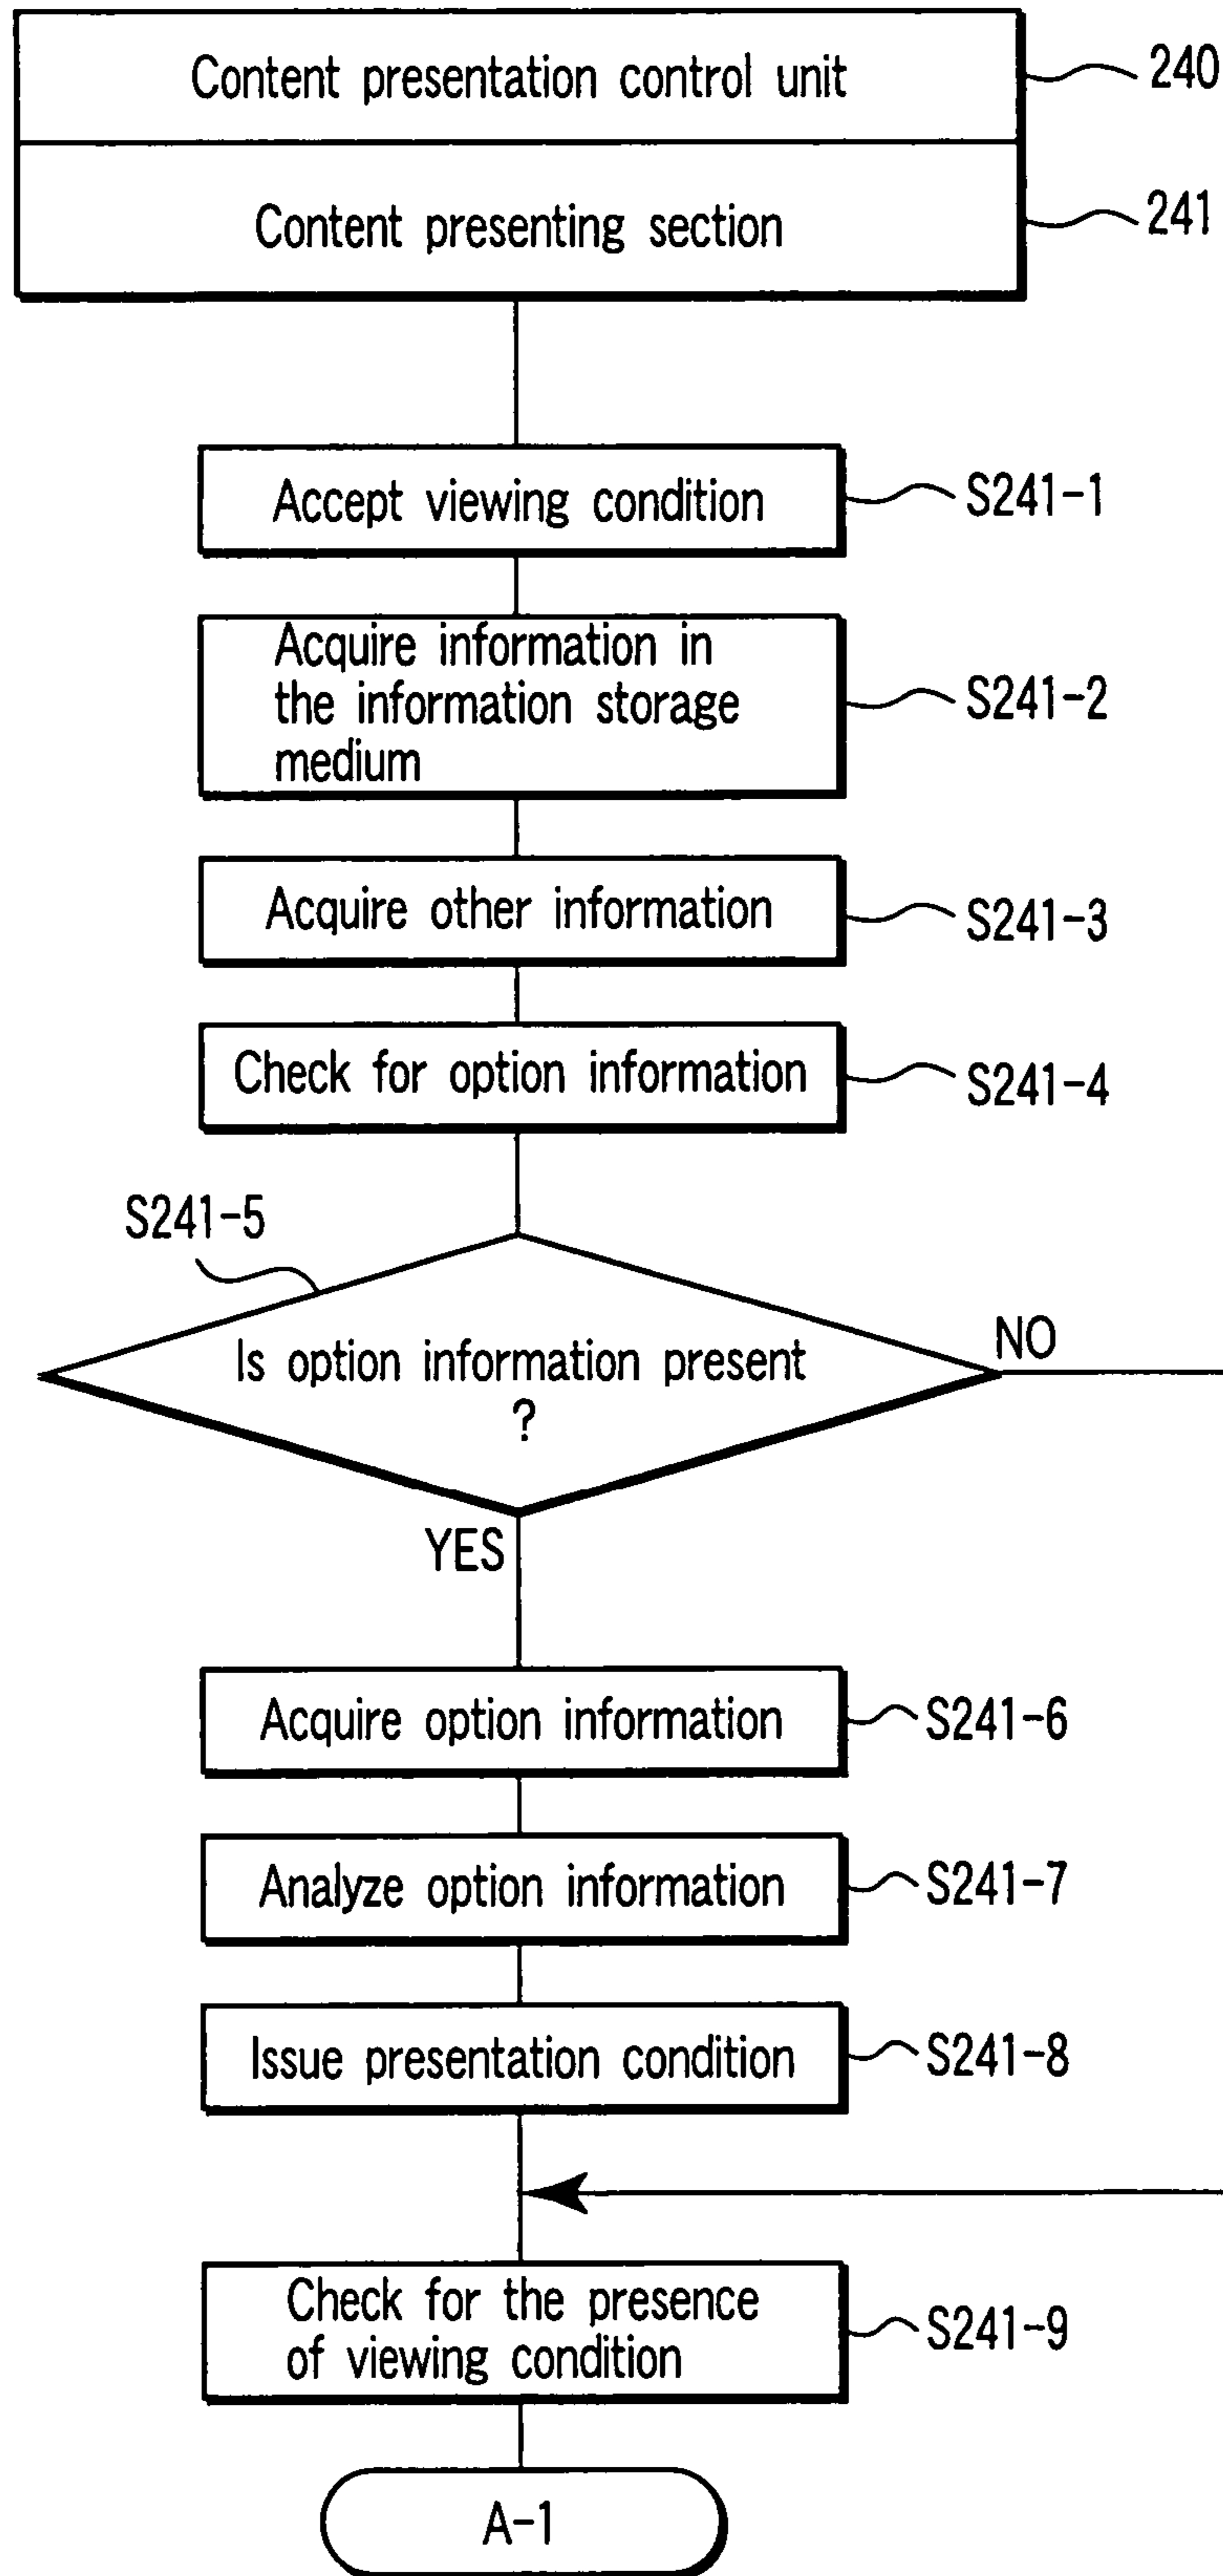 Content presentation control unit
240
Content presenting section
241
Accept viewing condition
S241-1
Acquire information in
the information storage
medium
S241-2
Acquire other information
S241-3
Check for option information
S241-4
S241-5
Is option information present
?
NO
YES
Acquire option information
S241-6
Analyze option information
S241-7
Issue presentation condition
S241-8
Check for the presence
of viewing condition
S241-9
A-1